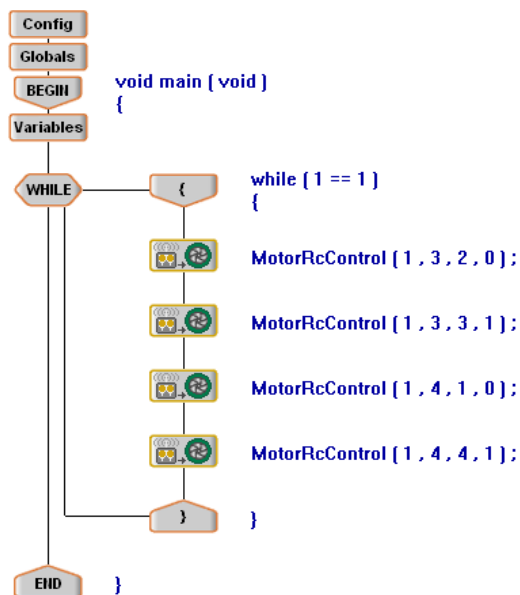 Config
Globals
BEGIN
void main ( void )
{
Variables
WHILE
{
while ( 1 == 1 )
{
MotorRcControl ( 1 , 3 , 2 , 0 ) ;
MotorRcControl ( 1 , 3 , 3 , 1 ) ;
MotorRcControl ( 1 , 4 , 1 , 0 ) ;
MotorRcControl ( 1 , 4 , 4 , 1 ) ;
}
}
END
}